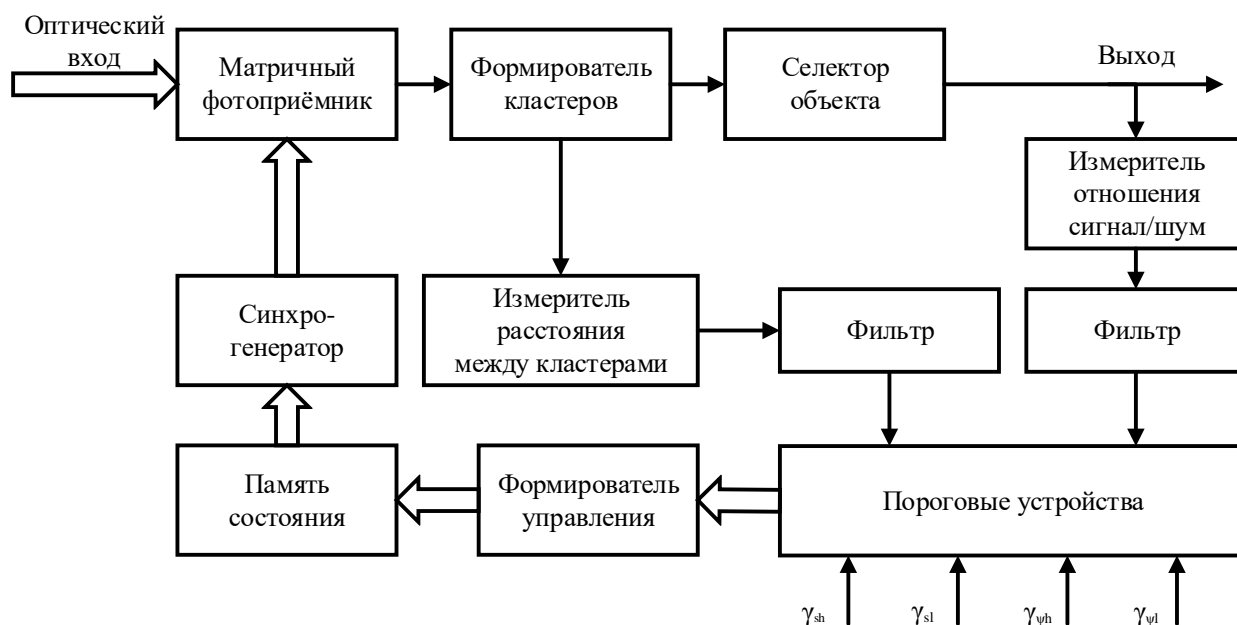 Оптический
вход
Матричный
фотоприёмник
Формирователь
кластеров
Селектор
объекта
Выход
Измеритель
отношения
сигнал/шум
Синхро-
генератор
Измеритель
расстояния
между кластерами
Фильтр
Фильтр
Память
состояния
Формирователь
управления
Пороговые устройства
γsh
γsl
γψh
γψl